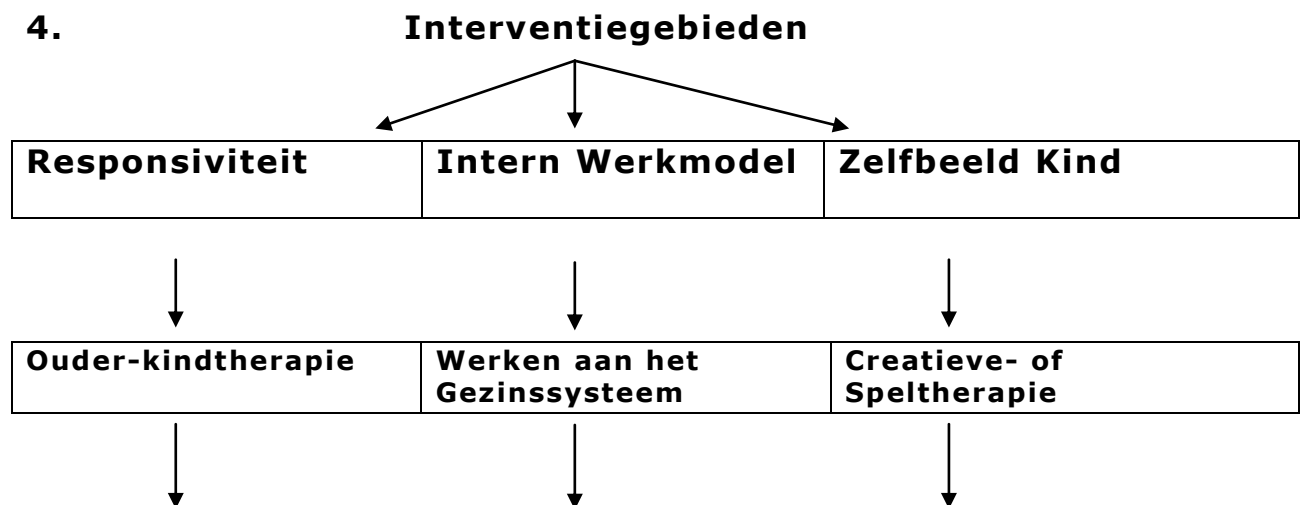 4. Interventiegebieden
Responsiviteit Intern Werkmodel Zelfbeeld Kind
Ouder-kindtherapie Werken aan het Creatieve- of
Gezinssysteem Speltherapie